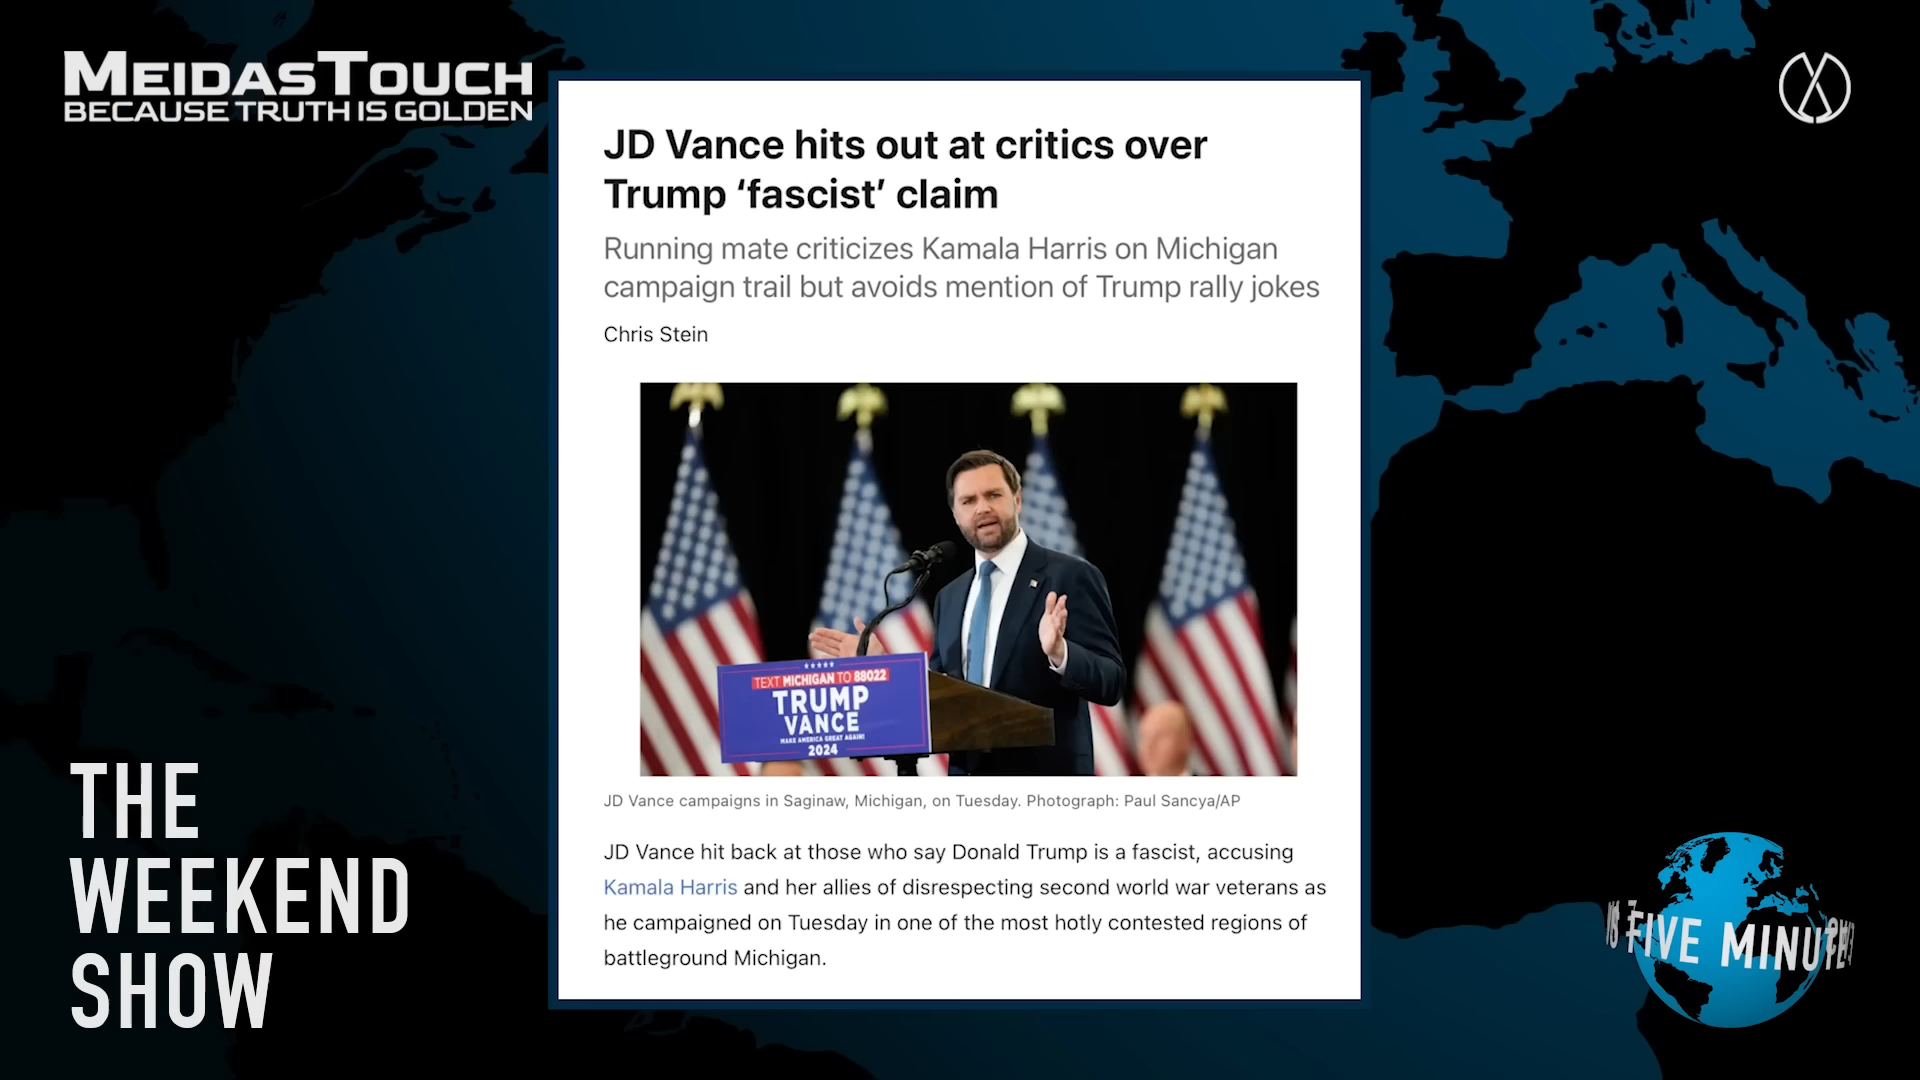 MEIDASTOUCH
BECAUSE TRUTH IS GOLDEN
JD Vance hits out at critics over
Trump ‘fascist’ claim
Running mate criticizes Kamala Harris on Michigan
campaign trail but avoids mention of Trump rally jokes
Chris Stein
TEXT MICHIGAN TO 88022
TRUMP
VANCE
MAKE AMERICA GREAT AGAIN!
2024
JD Vance campaigns in Saginaw, Michigan, on Tuesday. Photograph: Paul Sancya/AP
JD Vance hit back at those who say Donald Trump is a fascist, accusing
Kamala Harris and her allies of disrespecting second world war veterans as
he campaigned on Tuesday in one of the most hotly contested regions of
battleground Michigan.
THE
WEEKEND
SHOW
FIVE MINUTE